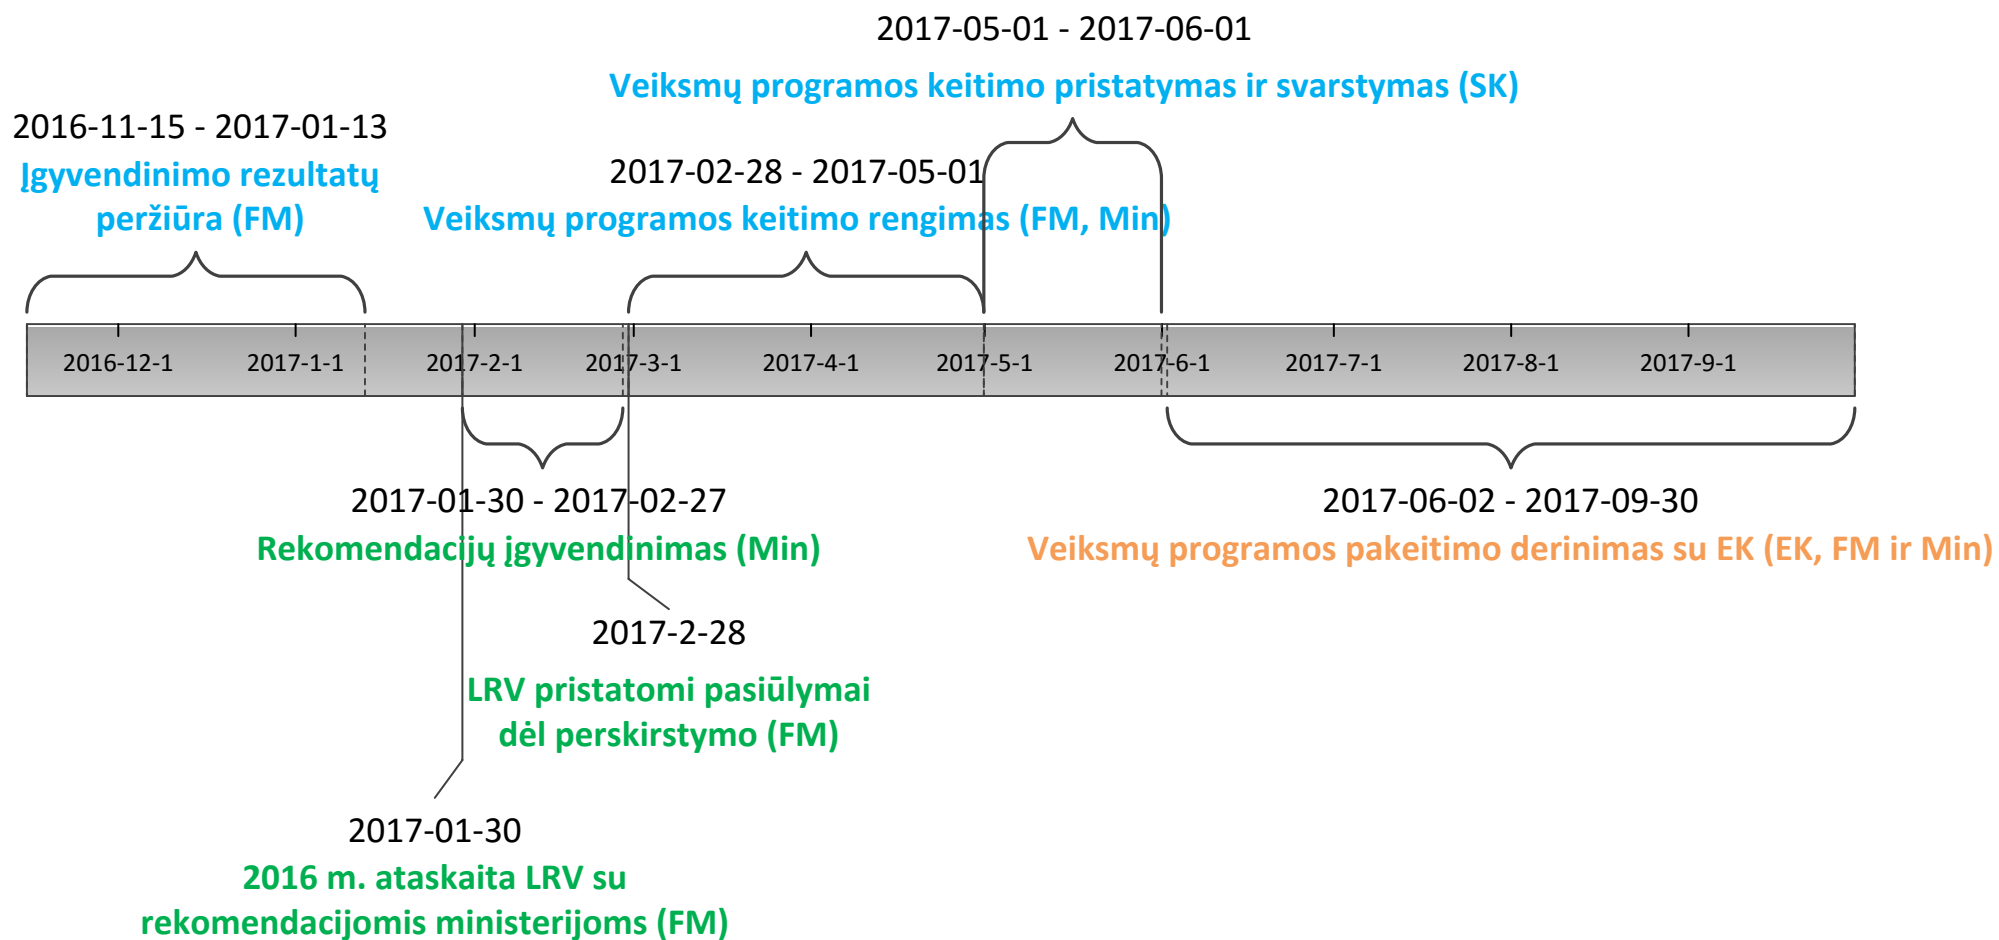 2017-05-01 - 2017-06-01
Veiksmų programos keitimo pristatymas ir svarstymas (SK)
2016-11-15 - 2017-01-13
Įgyvendinimo rezultatų
peržiūra (FM)
2017-02-28 - 2017-05-01
Veiksmų programos keitimo rengimas (FM, Min)
2016-12-1
2017-1-1
2017-2-1
2017-3-1
2017-4-1
2017-5-1
2017-6-1
2017-7-1
2017-8-1
2017-9-1
2017-01-30 - 2017-02-27
Rekomendacijų įgyvendinimas (Min)
2017-06-02 - 2017-09-30
Veiksmų programos pakeitimo derinimas su EK (EK, FM ir Min)
2017-2-28
LRV pristatomi pasiūlymai
dėl perskirstymo (FM)
2017-01-30
2016 m. ataskaita LRV su
rekomendacijomis ministerijoms (FM)